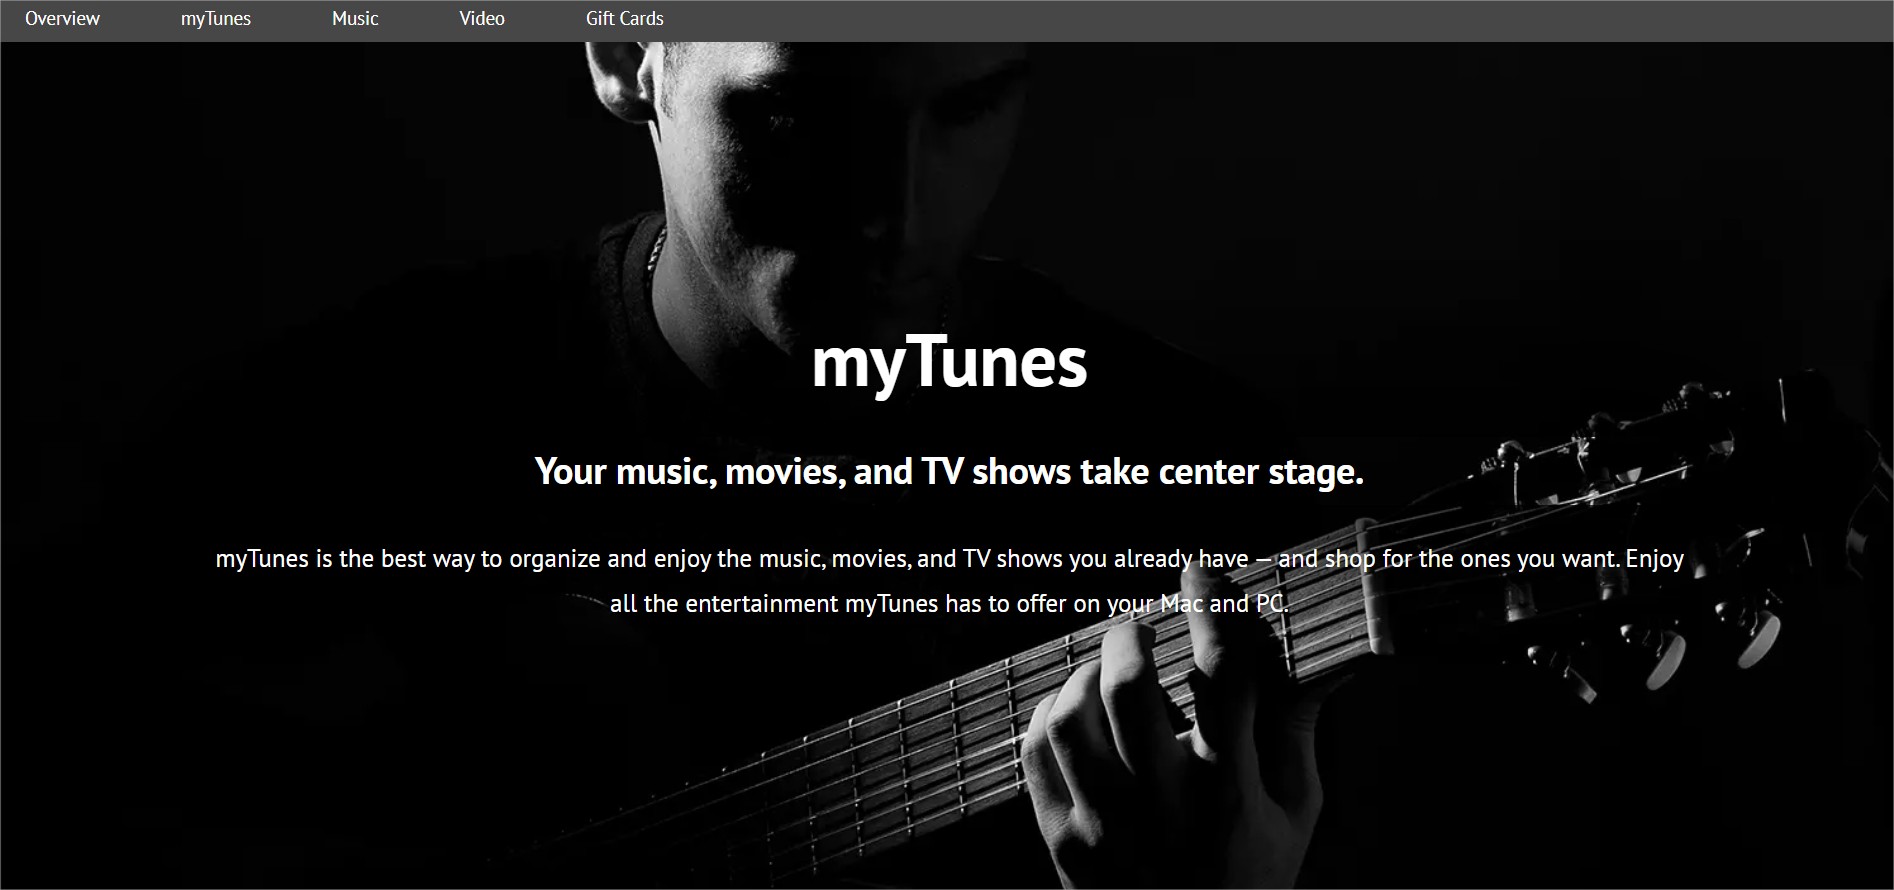 Overview myTunes Music Video Gift Cards
myTunes
Your music, movies, and TV shows take center stage.
myTunes is the best way to organize and enjoy the music, movies, and TV shows you already have — and shop for the ones you want. Enjoy
all the entertainment myTunes has to offer on your Mac and PC.